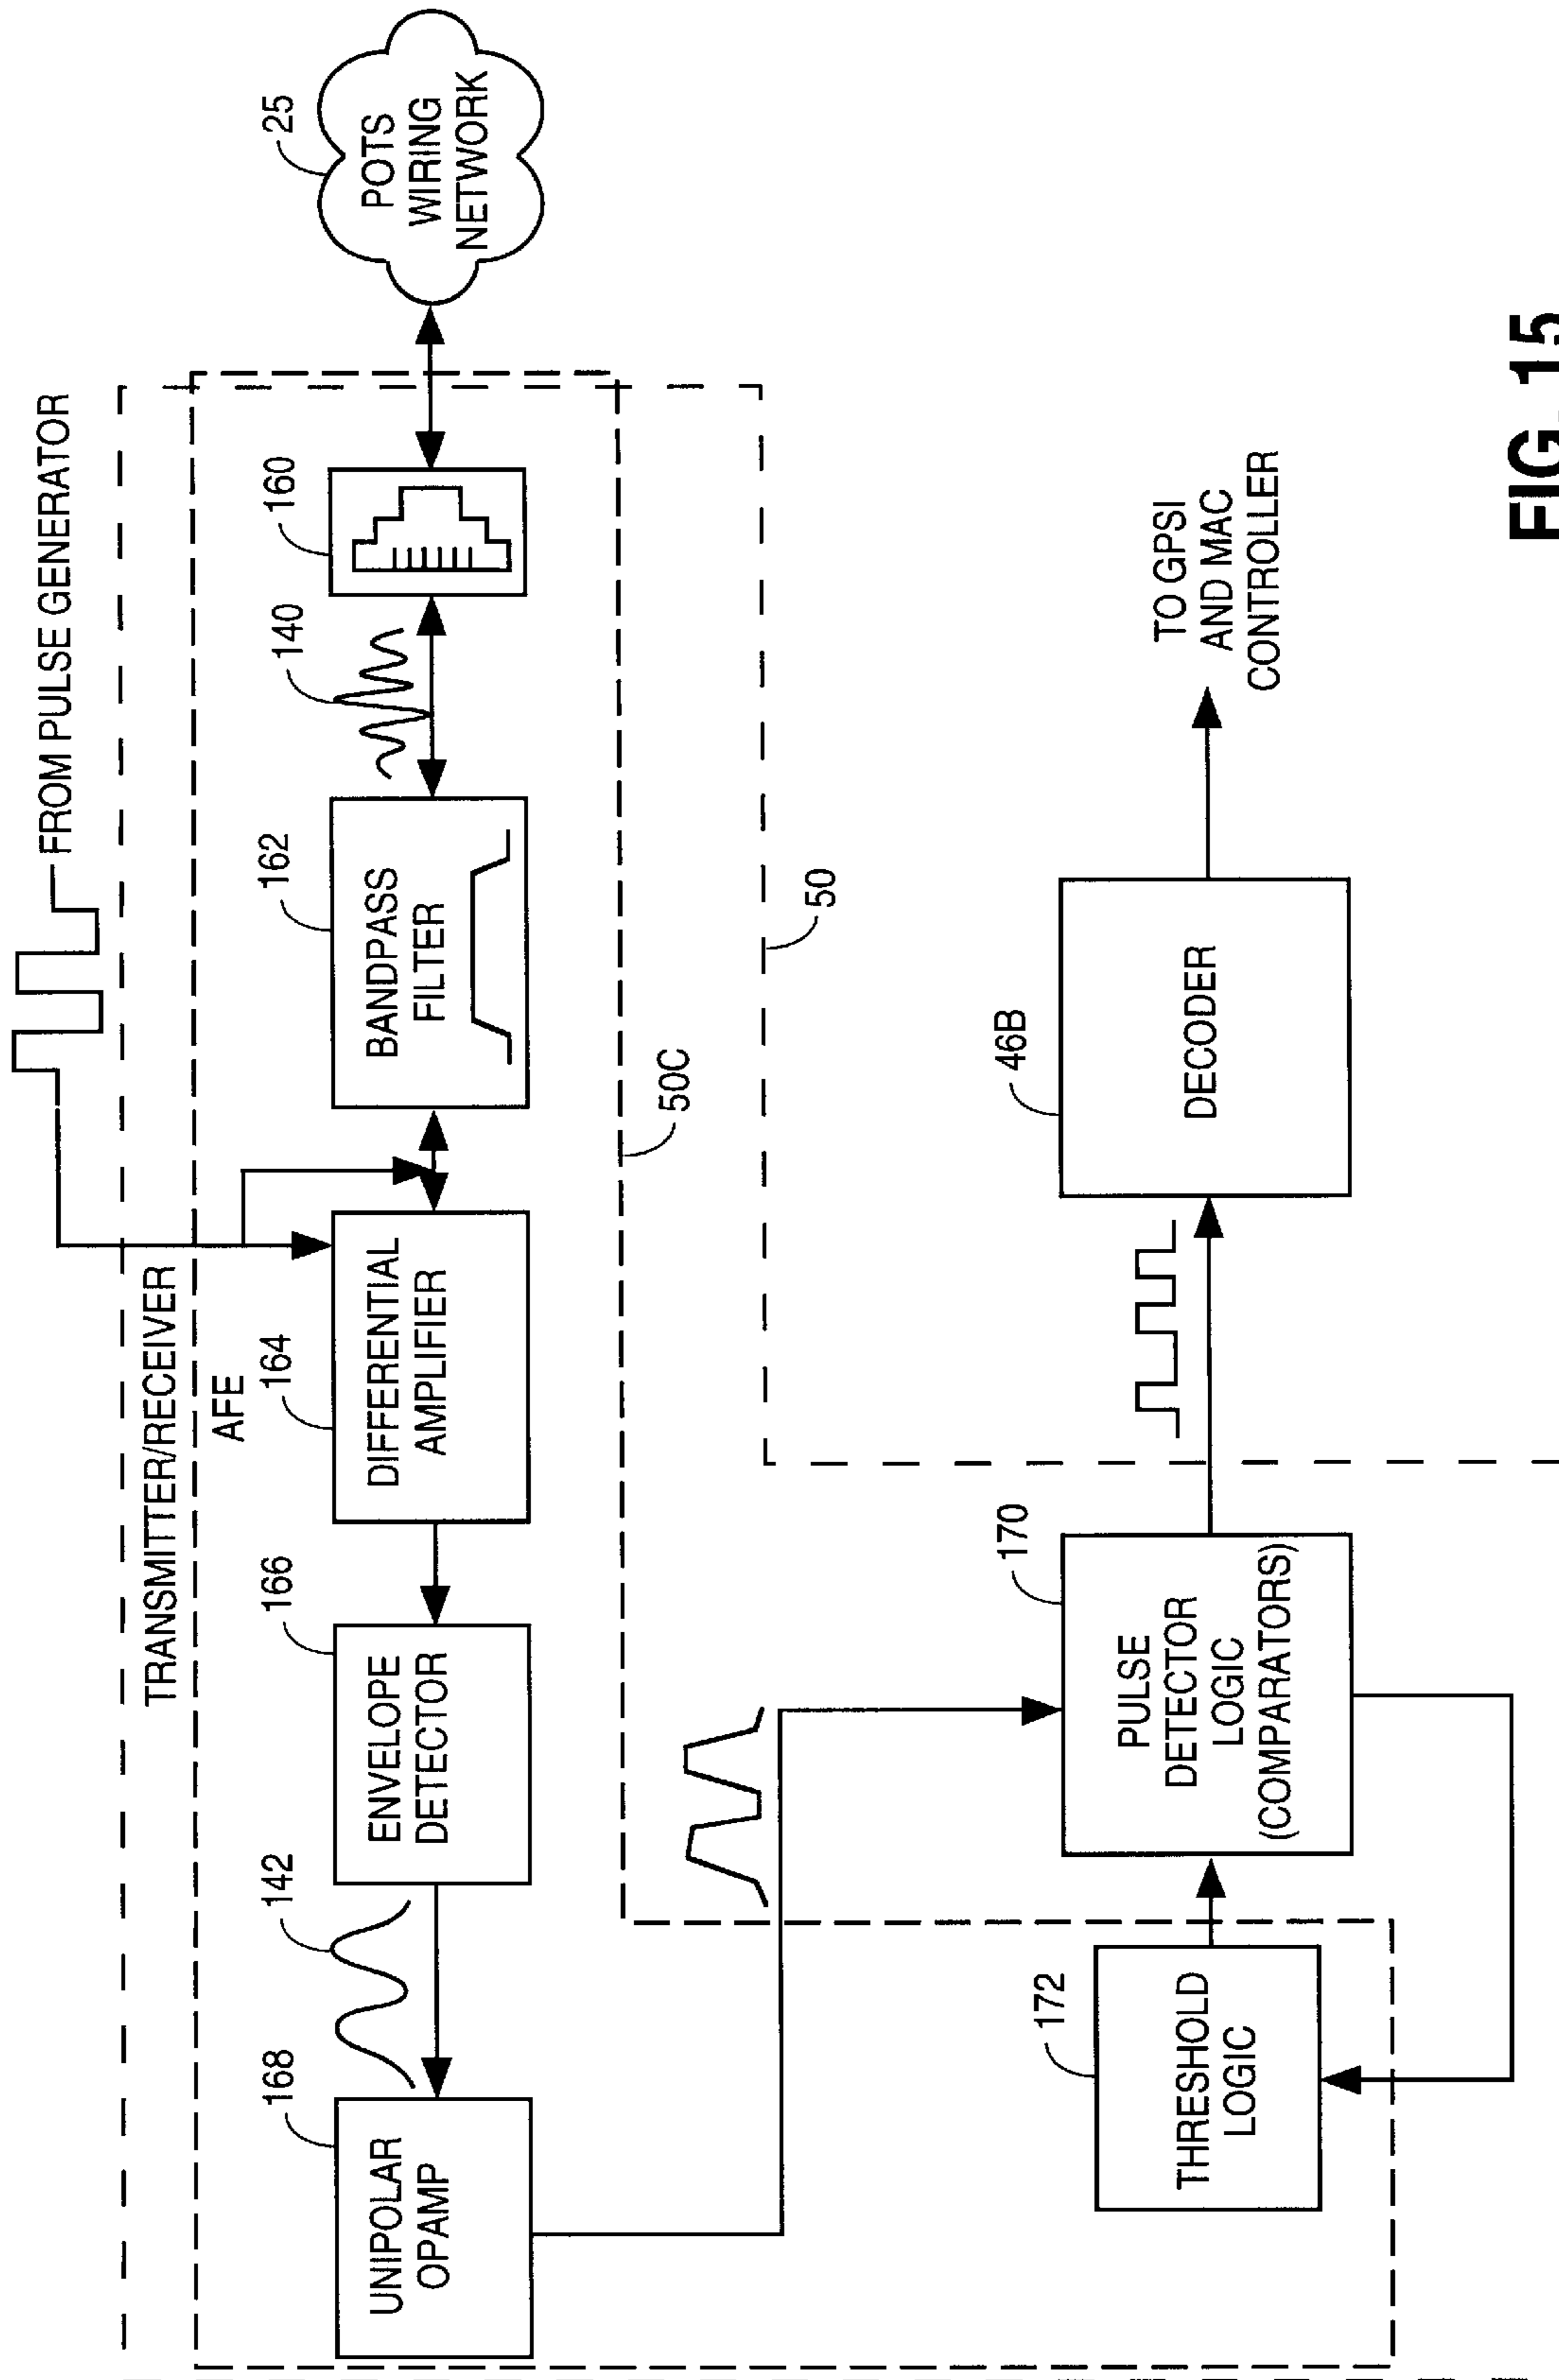 FROM PULSE GENERATOR
TRANSMITTER/RECEIVER
AFE
25
POTS
WIRING
NETWORK
160
140
162
BANDPASS
FILTER
164
DIFFERENTIAL
AMPLIFIER
166
ENVELOPE
DETECTOR
142
168
UNIPOLAR
OPAMP
50C
50
172
THRESHOLD
LOGIC
170
PULSE
DETECTOR
LOGIC
(COMPARATORS)
46B
DECODER
TO GPSI
AND MAC
CONTROLLER
FIG. 15